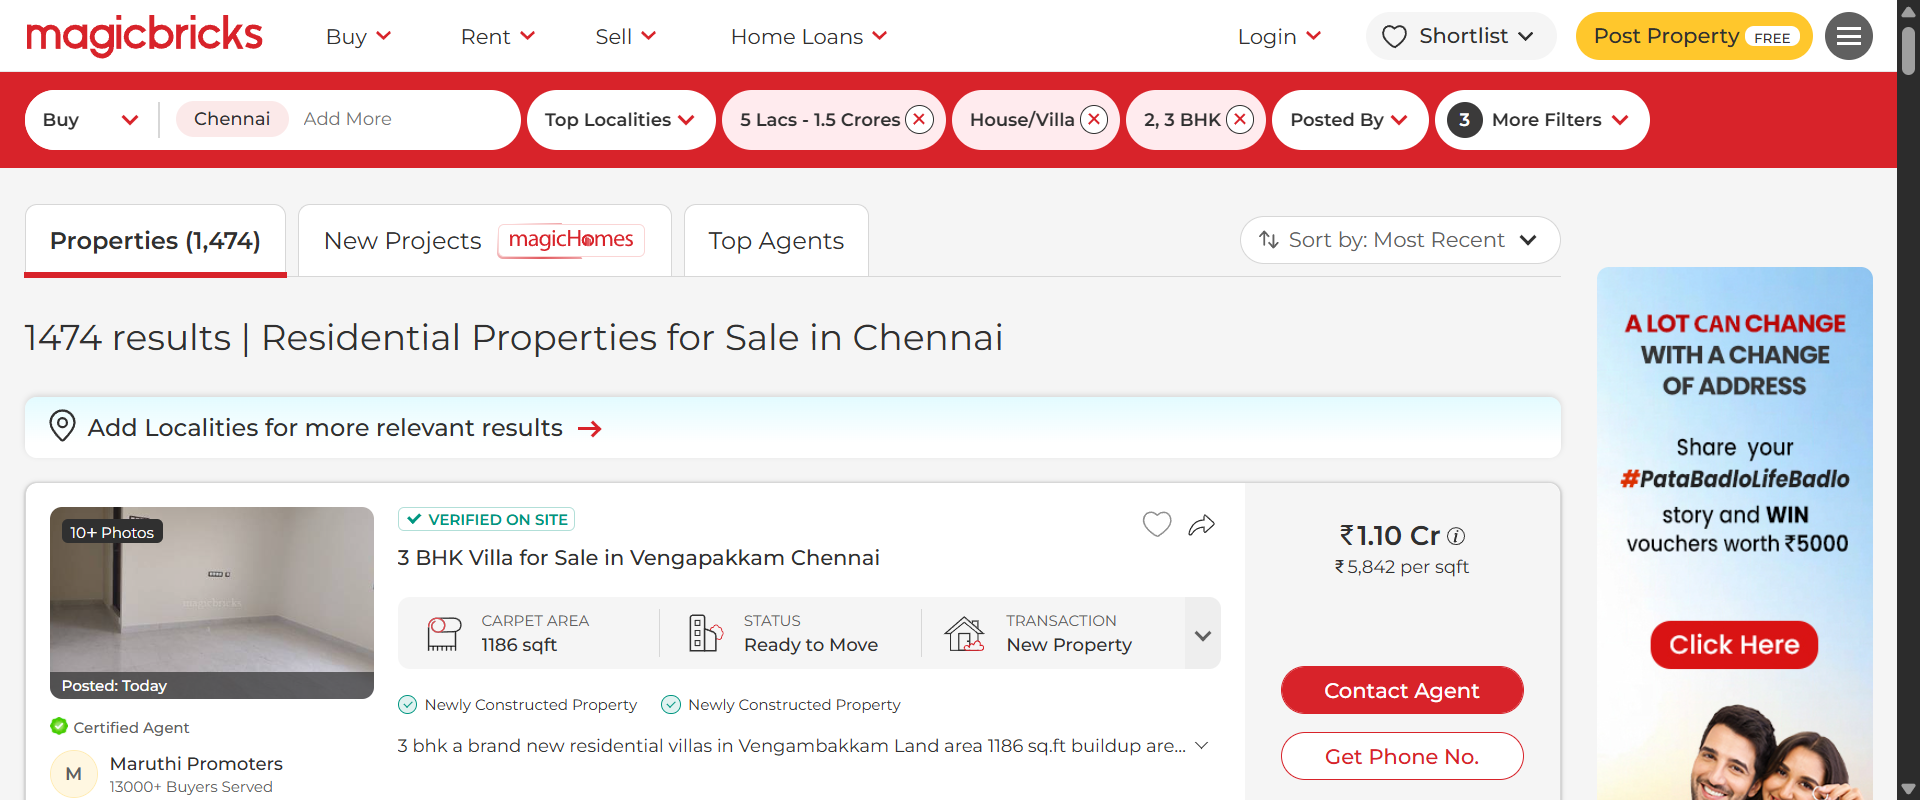 magicbricks
Buy
Rent
Sell
Home Loans
Login
Shortlist
Post Property FREE
Buy
Chennai
Add More
Top Localities
5 Lacs - 1.5 Crores
House/Villa
2, 3 BHK
Posted By
3 More Filters
Properties (1,474)
New Projects magicHomes
Top Agents
Sort by: Most Recent
1474 results | Residential Properties for Sale in Chennai
Add Localities for more relevant results
10+ Photos
magicbricks
Posted: Today
Certified Agent
M
Maruthi Promoters
13000+ Buyers Served
VERIFIED ON SITE
3 BHK Villa for Sale in Vengapakkam Chennai
CARPET AREA
1186 sqft
STATUS
Ready to Move
TRANSACTION
New Property
Newly Constructed Property
Newly Constructed Property
3 bhk a brand new residential villas in Vengambakkam Land area 1186 sq.ft buildup are...
₹1.10 Cr
₹5,842 per sqft
Contact Agent
Get Phone No.
A LOT CAN CHANGE
WITH A CHANGE
OF ADDRESS
Share your
#PataBadloLifeBadlo
story and WIN
vouchers worth ₹5000
Click Here